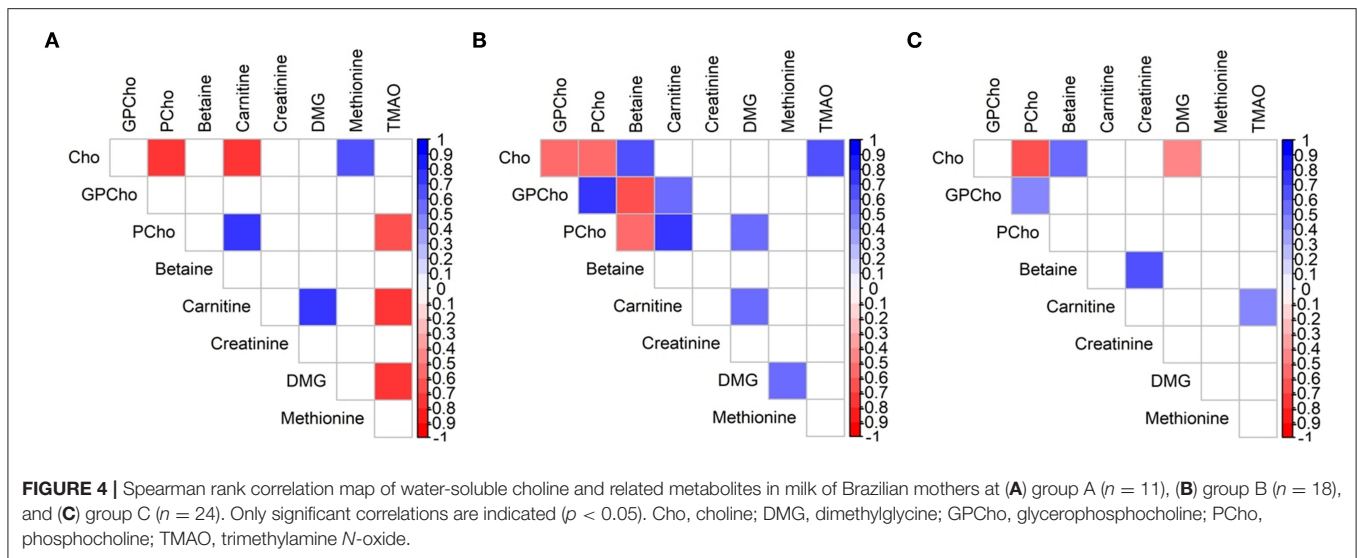 A
GPCho
PCho
Betaine
Carnitine
Creatinine
DMG
Methionine
TMAO
Cho
GPCho
PCho
Betaine
Carnitine
Creatinine
DMG
Methionine
1
0.9
0.8
0.7
0.6
0.5
0.4
0.3
0.2
0.1
0
-0.1
-0.2
-0.3
-0.4
-0.5
-0.6
-0.7
-0.8
-0.9
-1
B
GPCho
PCho
Betaine
Carnitine
Creatinine
DMG
Methionine
TMAO
Cho
GPCho
PCho
Betaine
Carnitine
Creatinine
DMG
Methionine
1
0.9
0.8
0.7
0.6
0.5
0.4
0.3
0.2
0.1
0
-0.1
-0.2
-0.3
-0.4
-0.5
-0.6
-0.7
-0.8
-0.9
-1
C
GPCho
PCho
Betaine
Carnitine
Creatinine
DMG
Methionine
TMAO
Cho
GPCho
PCho
Betaine
Carnitine
Creatinine
DMG
Methionine
1
0.9
0.8
0.7
0.6
0.5
0.4
0.3
0.2
0.1
0
-0.1
-0.2
-0.3
-0.4
-0.5
-0.6
-0.7
-0.8
-0.9
-1
FIGURE 4 | Spearman rank correlation map of water-soluble choline and related metabolites in milk of Brazilian mothers at (A) group A (n = 11), (B) group B (n = 18),
and (C) group C (n = 24). Only significant correlations are indicated (p < 0.05). Cho, choline; DMG, dimethylglycine; GPCho, glycerophosphocholine; PCho,
phosphocholine; TMAO, trimethylamine N-oxide.